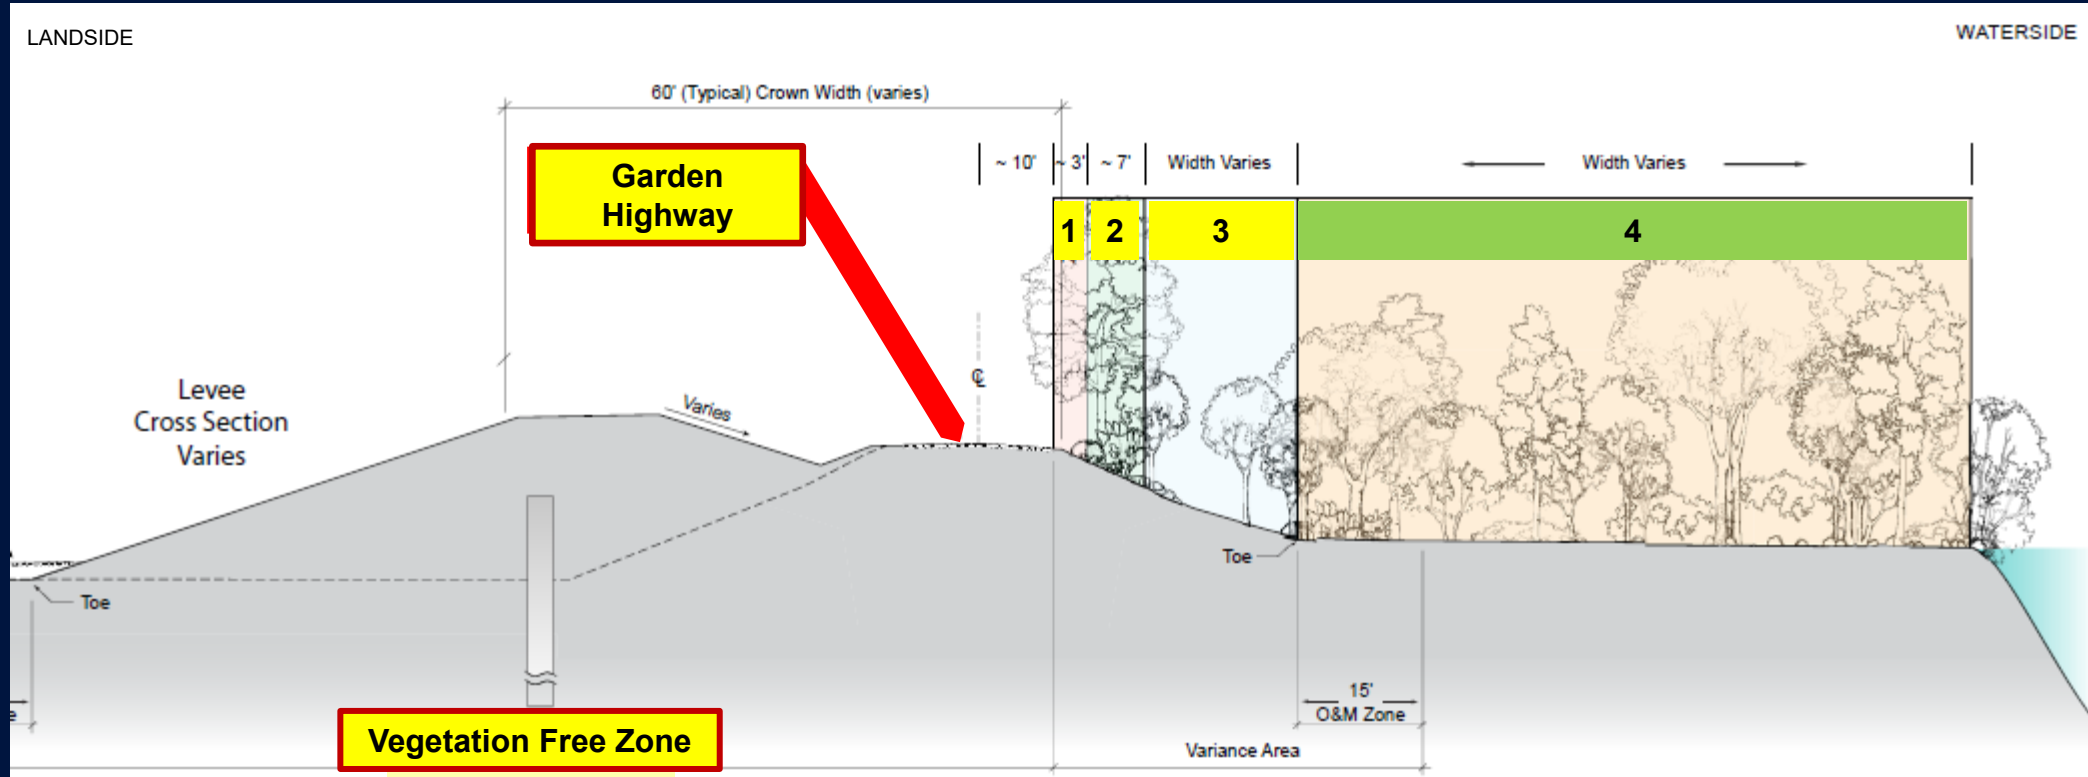 LANDSIDE
WATERSIDE
60' (Typical) Crown Width (varies)
Garden
Highway
~ 10'
~ 3'
~ 7'
Width Varies
Width Varies
1
2
3
4
Levee
Cross Section
Varies
Varies
℄
Toe
Toe
15'
O&M Zone
e
Vegetation Free Zone
Variance Area